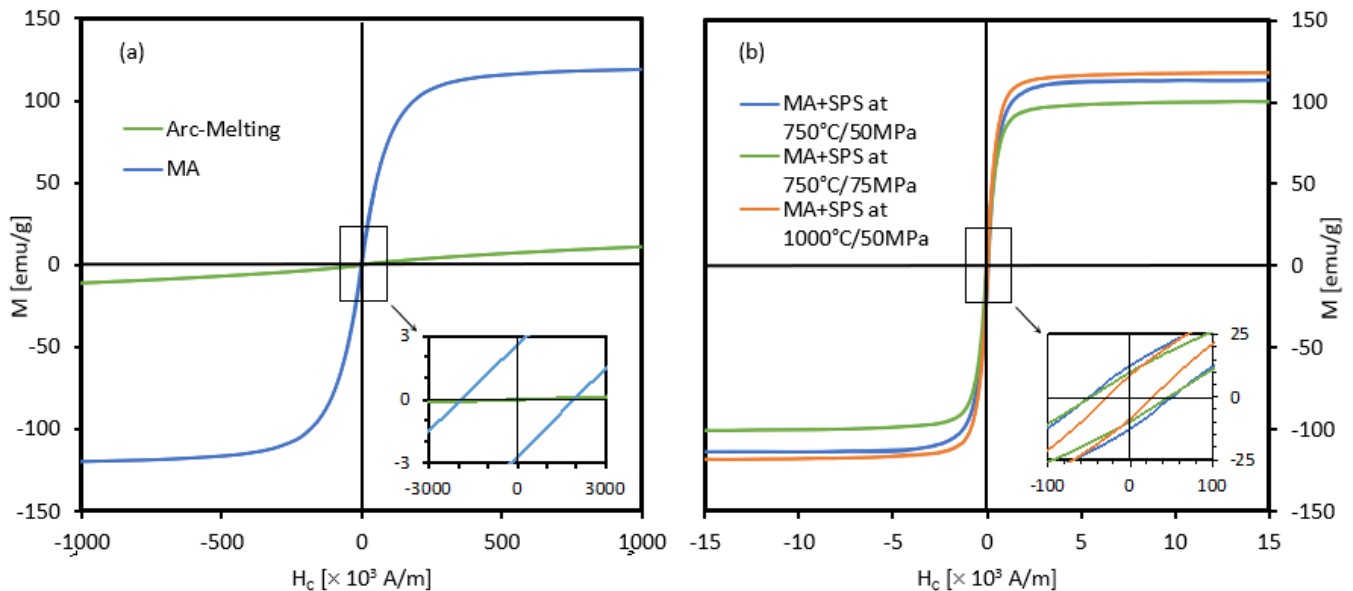 (a)
Arc-Melting
MA
M [emu/g]
150
100
50
0
-50
-100
-150
-1000
-500
0
500
1000
H_c [× 10³ A/m]
3
0
-3
-3000
0
3000
(b)
MA+SPS at
750°C/50MPa
MA+SPS at
750°C/75MPa
MA+SPS at
1000°C/50MPa
150
100
50
0
-50
-100
-150
M [emu/g]
-15
-10
-5
0
5
10
15
H_c [× 10³ A/m]
25
0
-25
-100
0
100